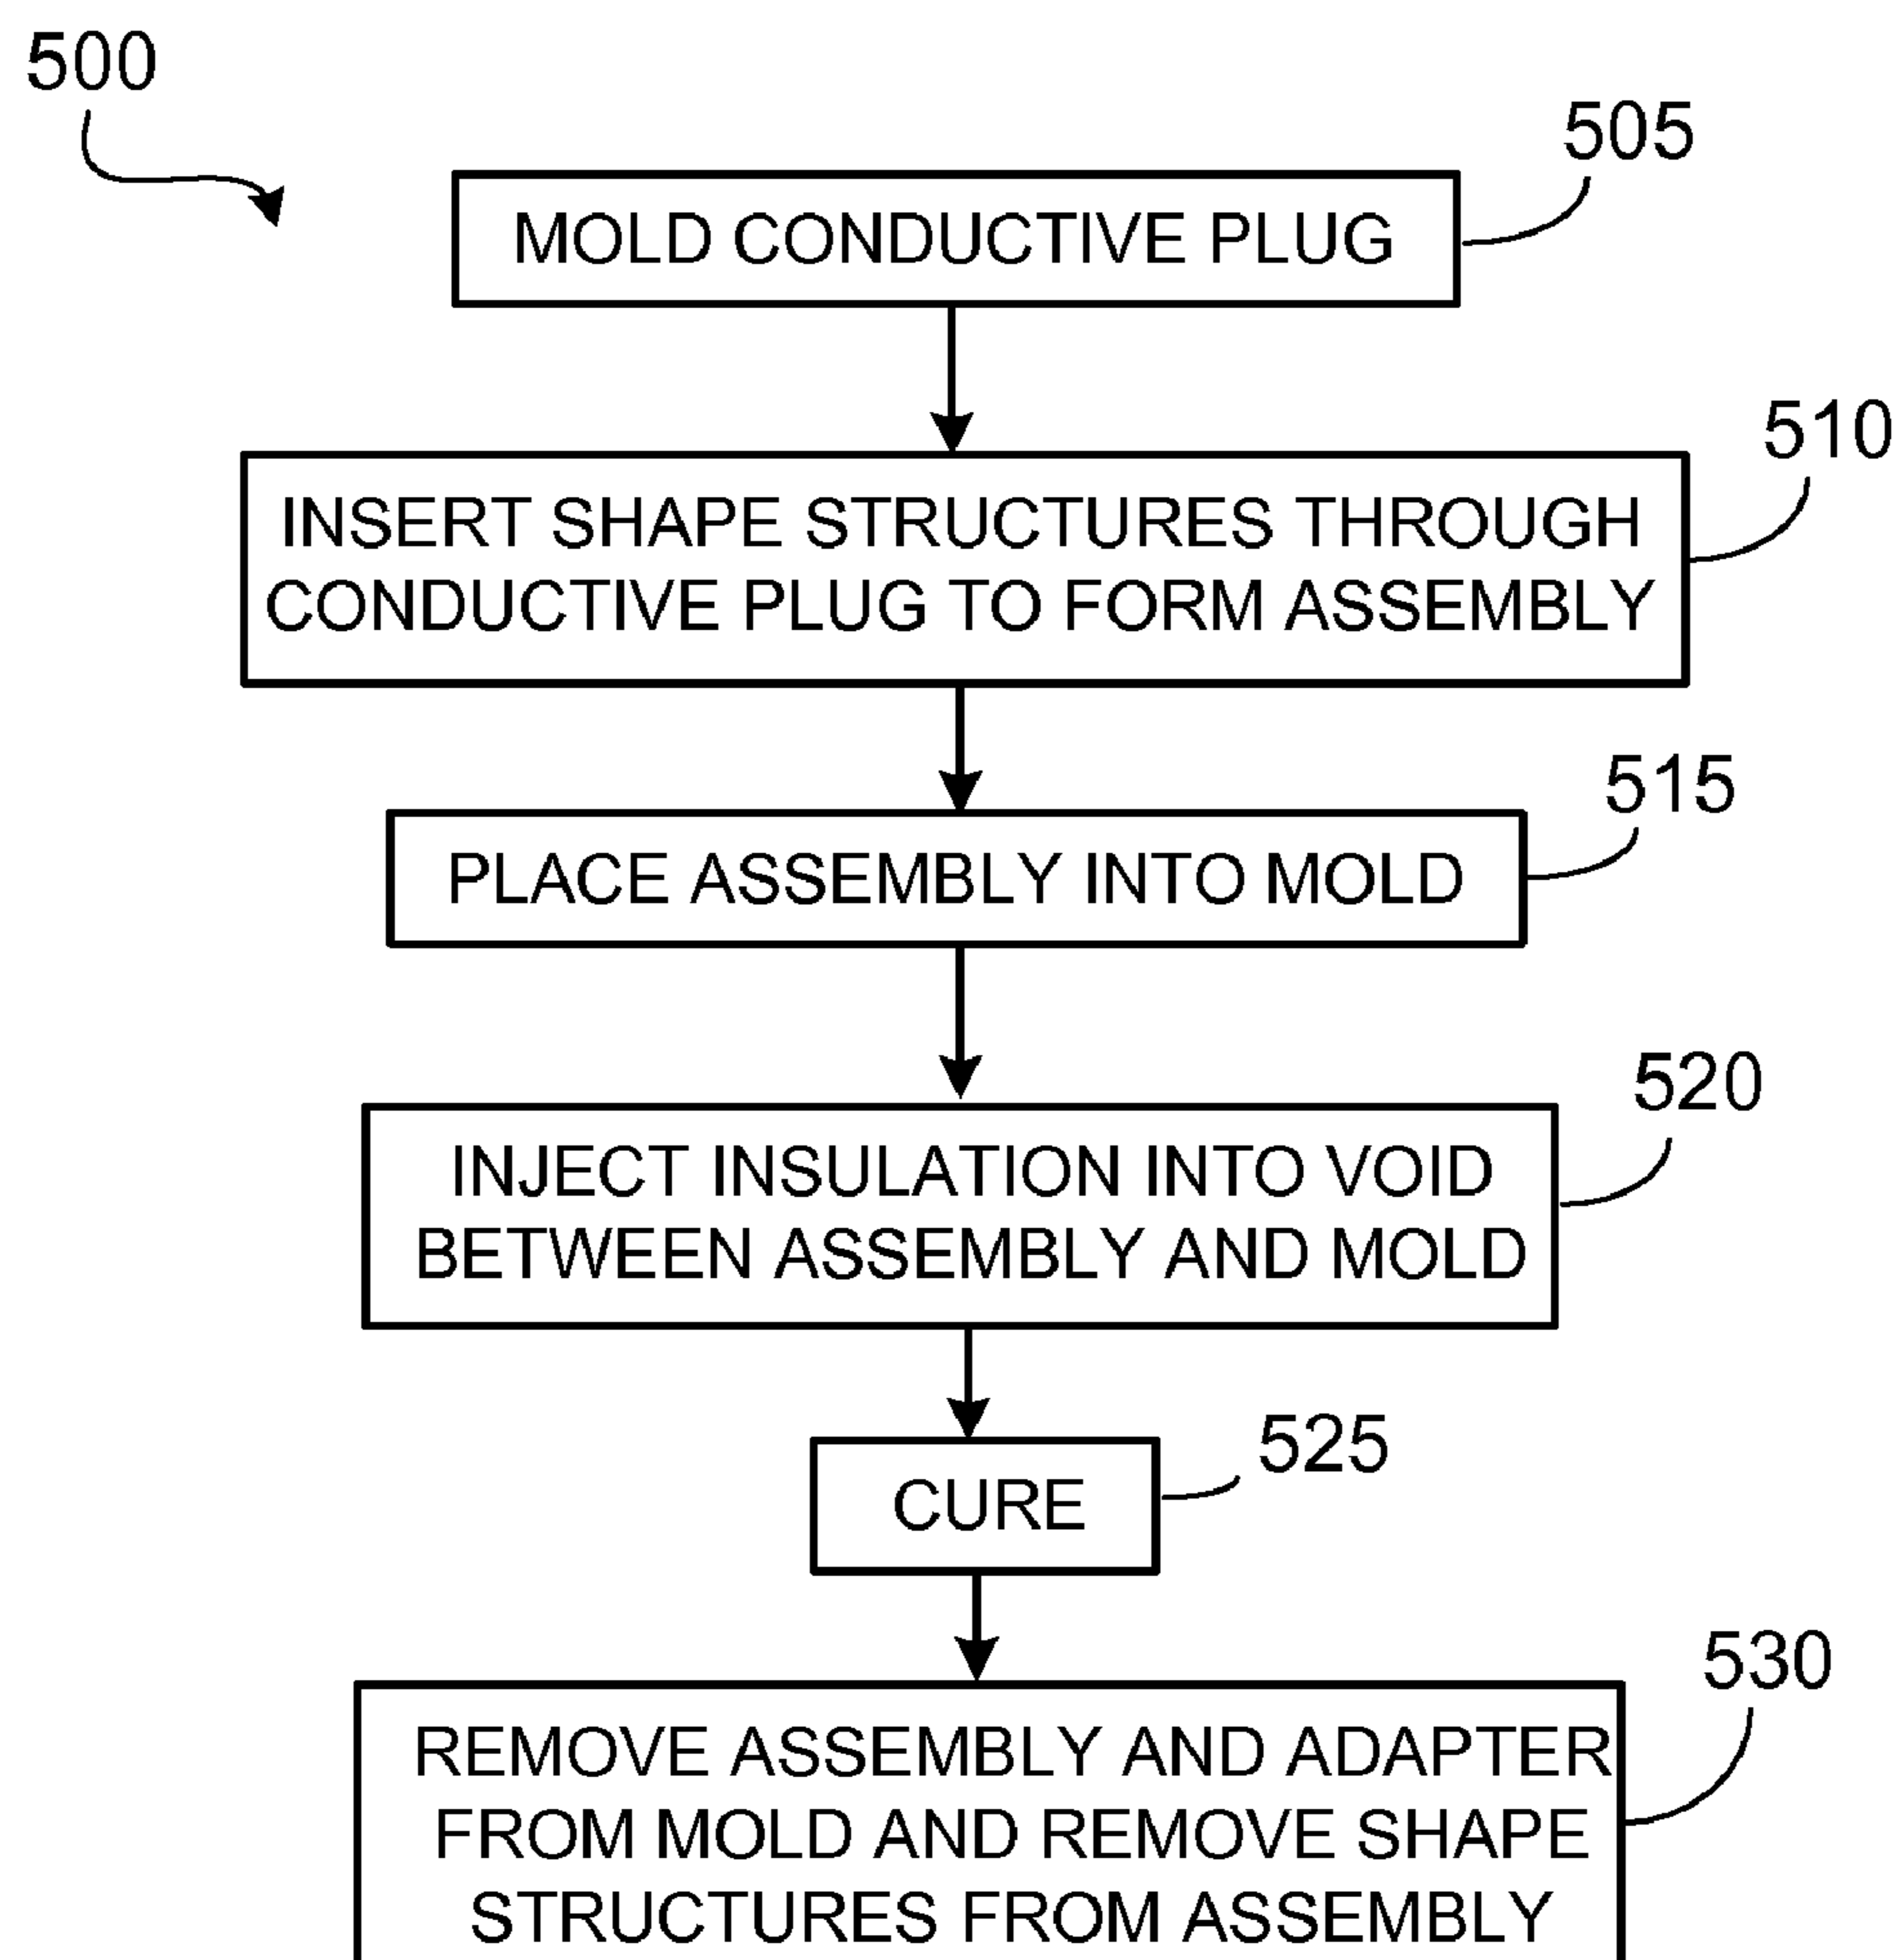 500
505
MOLD CONDUCTIVE PLUG
510
INSERT SHAPE STRUCTURES THROUGH
CONDUCTIVE PLUG TO FORM ASSEMBLY
515
PLACE ASSEMBLY INTO MOLD
520
INJECT INSULATION INTO VOID
BETWEEN ASSEMBLY AND MOLD
525
CURE
530
REMOVE ASSEMBLY AND ADAPTER
FROM MOLD AND REMOVE SHAPE
STRUCTURES FROM ASSEMBLY